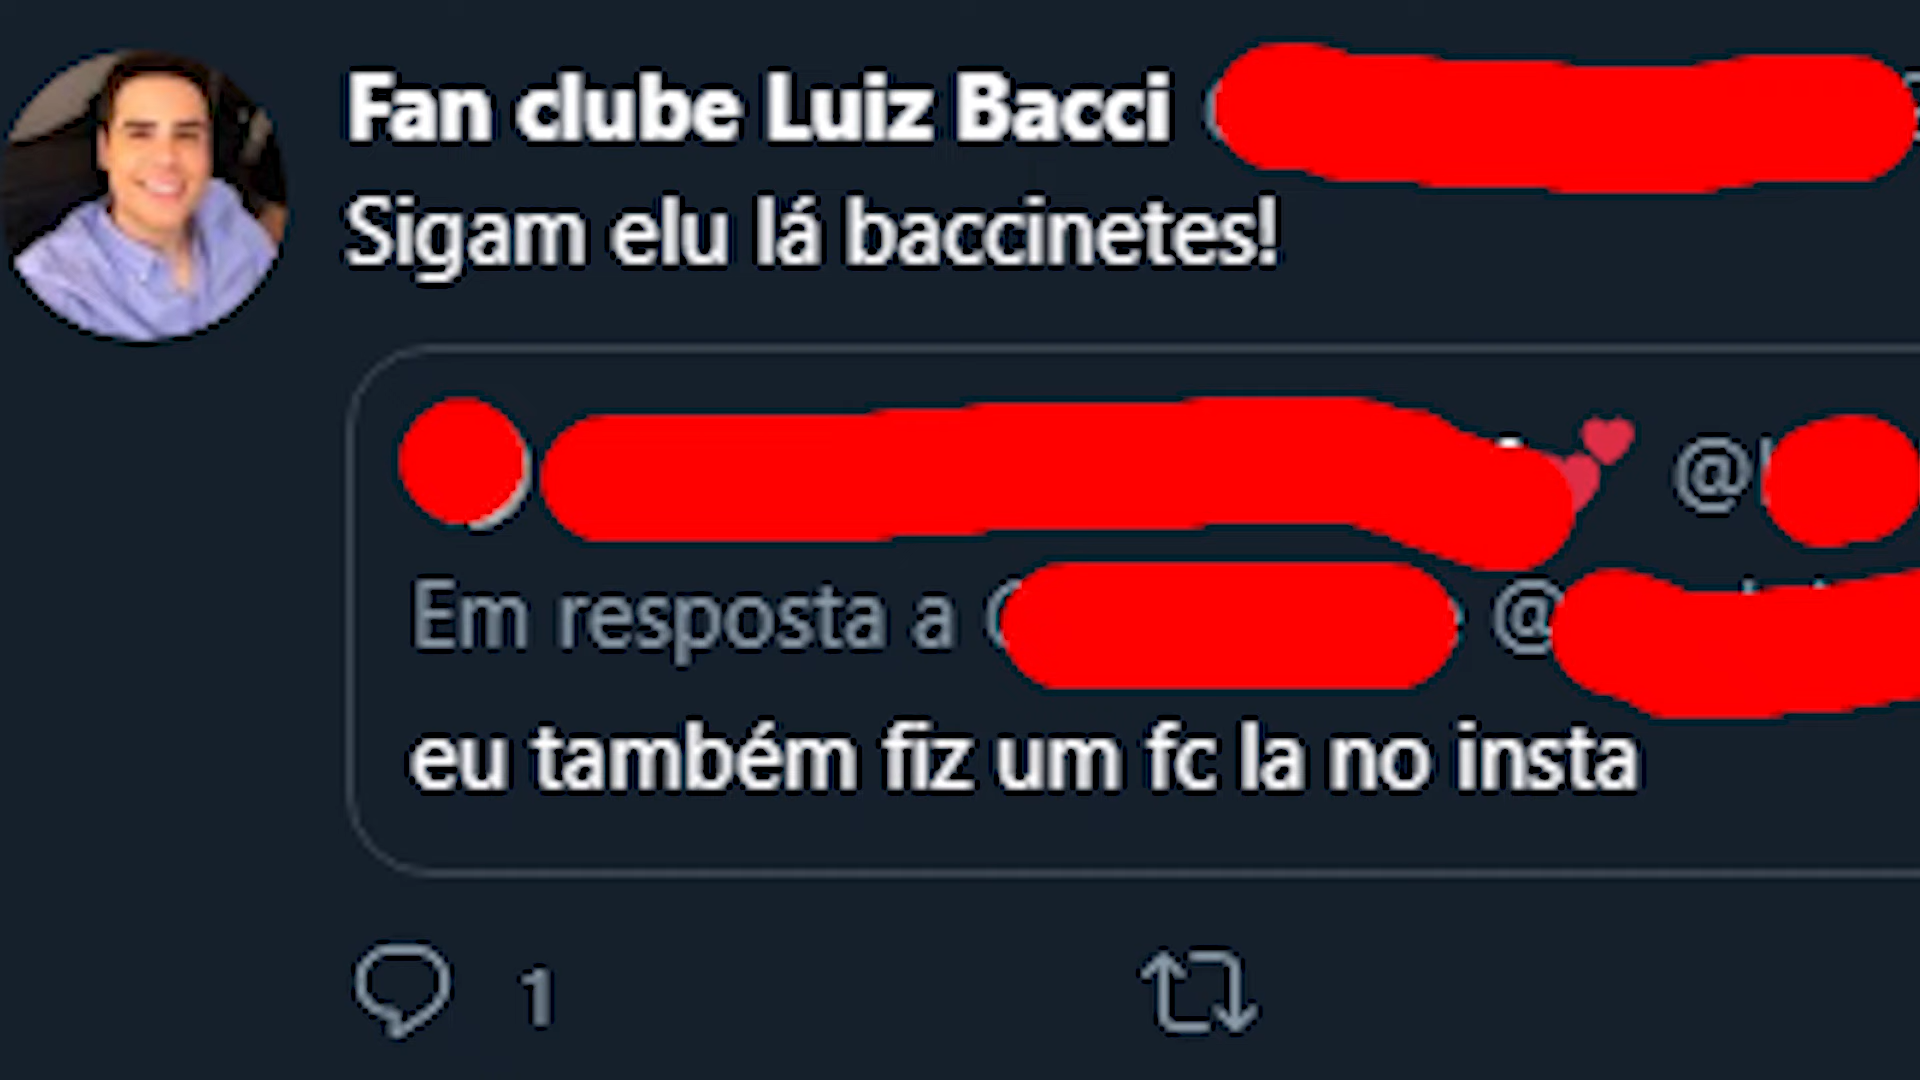 Fan clube Luiz Bacci
Sigam elu lá baccinetes!
@
Em resposta a @
eu também fiz um fc la no insta
1